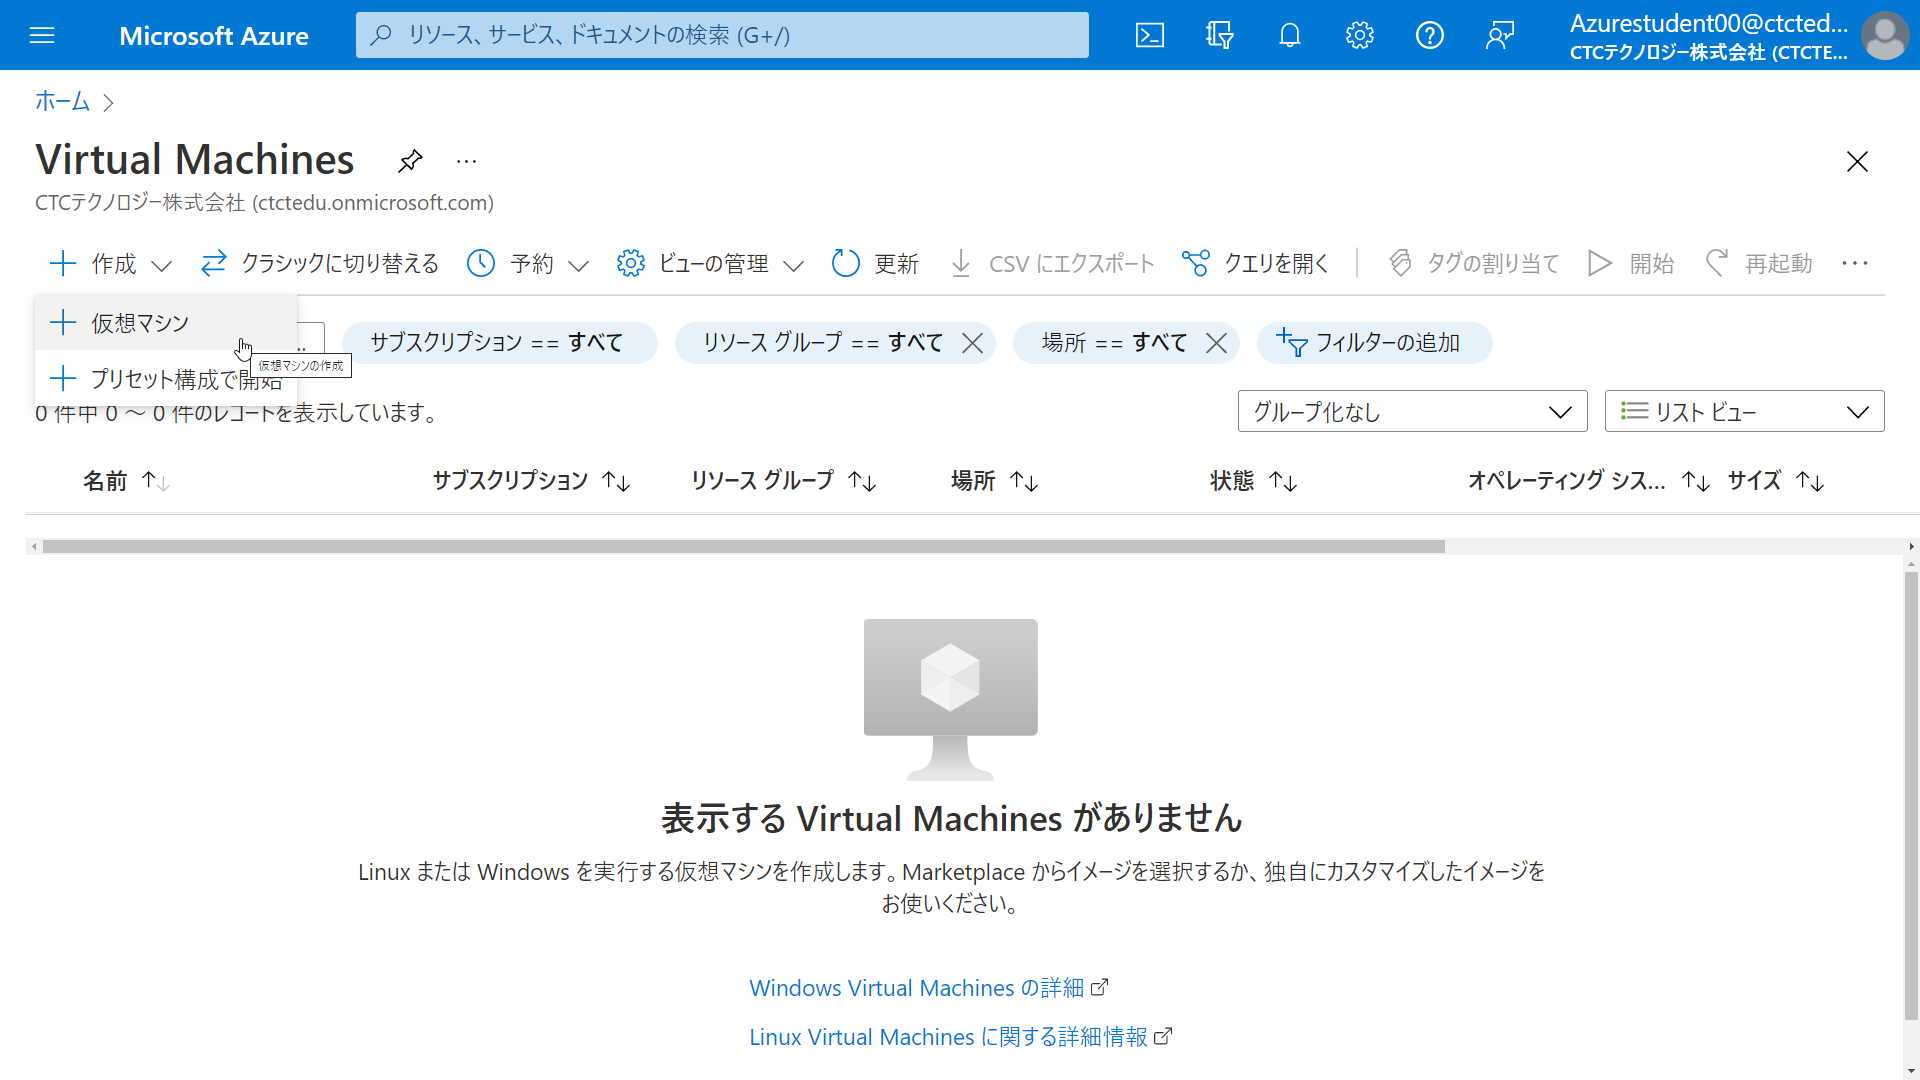 Microsoft Azure
リソース、サービス、ドキュメントの検索 (G+/)
Azurestudent00@ctcted...
CTCテクノロジー株式会社 (CTCTE...
ホーム
Virtual Machines
...
CTCテクノロジー株式会社 (ctctedu.onmicrosoft.com)
作成
クラシックに切り替える
予約
ビューの管理
更新
CSV にエクスポート
クエリを開く
タグの割り当て
開始
再起動
...
仮想マシン
..
サブスクリプション == すべて
リソース グループ == すべて
場所 == すべて
フィルターの追加
仮想マシンの作成
プリセット構成で開始
0 件中 0 ～ 0 件のレコードを表示しています。
グループ化なし
リスト ビュー
名前
サブスクリプション
リソース グループ
場所
状態
オペレーティング シス...
サイズ
表示する Virtual Machines がありません
Linux または Windows を実行する仮想マシンを作成します。Marketplace からイメージを選択するか、独自にカスタマイズしたイメージを
お使いください。
Windows Virtual Machines の詳細
Linux Virtual Machines に関する詳細情報